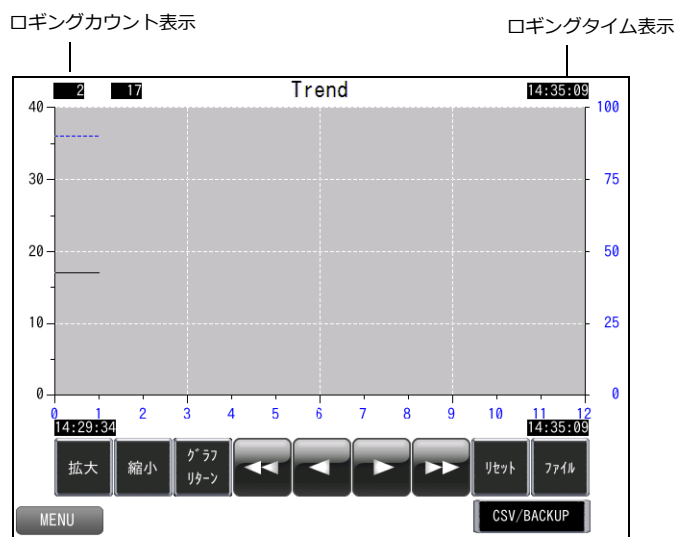 ロギングカウント表示
ロギングタイム表示
2 17 Trend 14:35:09
40 100
30 75
20 50
10 25
0 0
0 1 2 3 4 5 6 7 8 9 10 11 12
14:29:34 14:35:09
拡大 縮小 グラフ リセット ファイル
リターン
MENU CSV/BACKUP